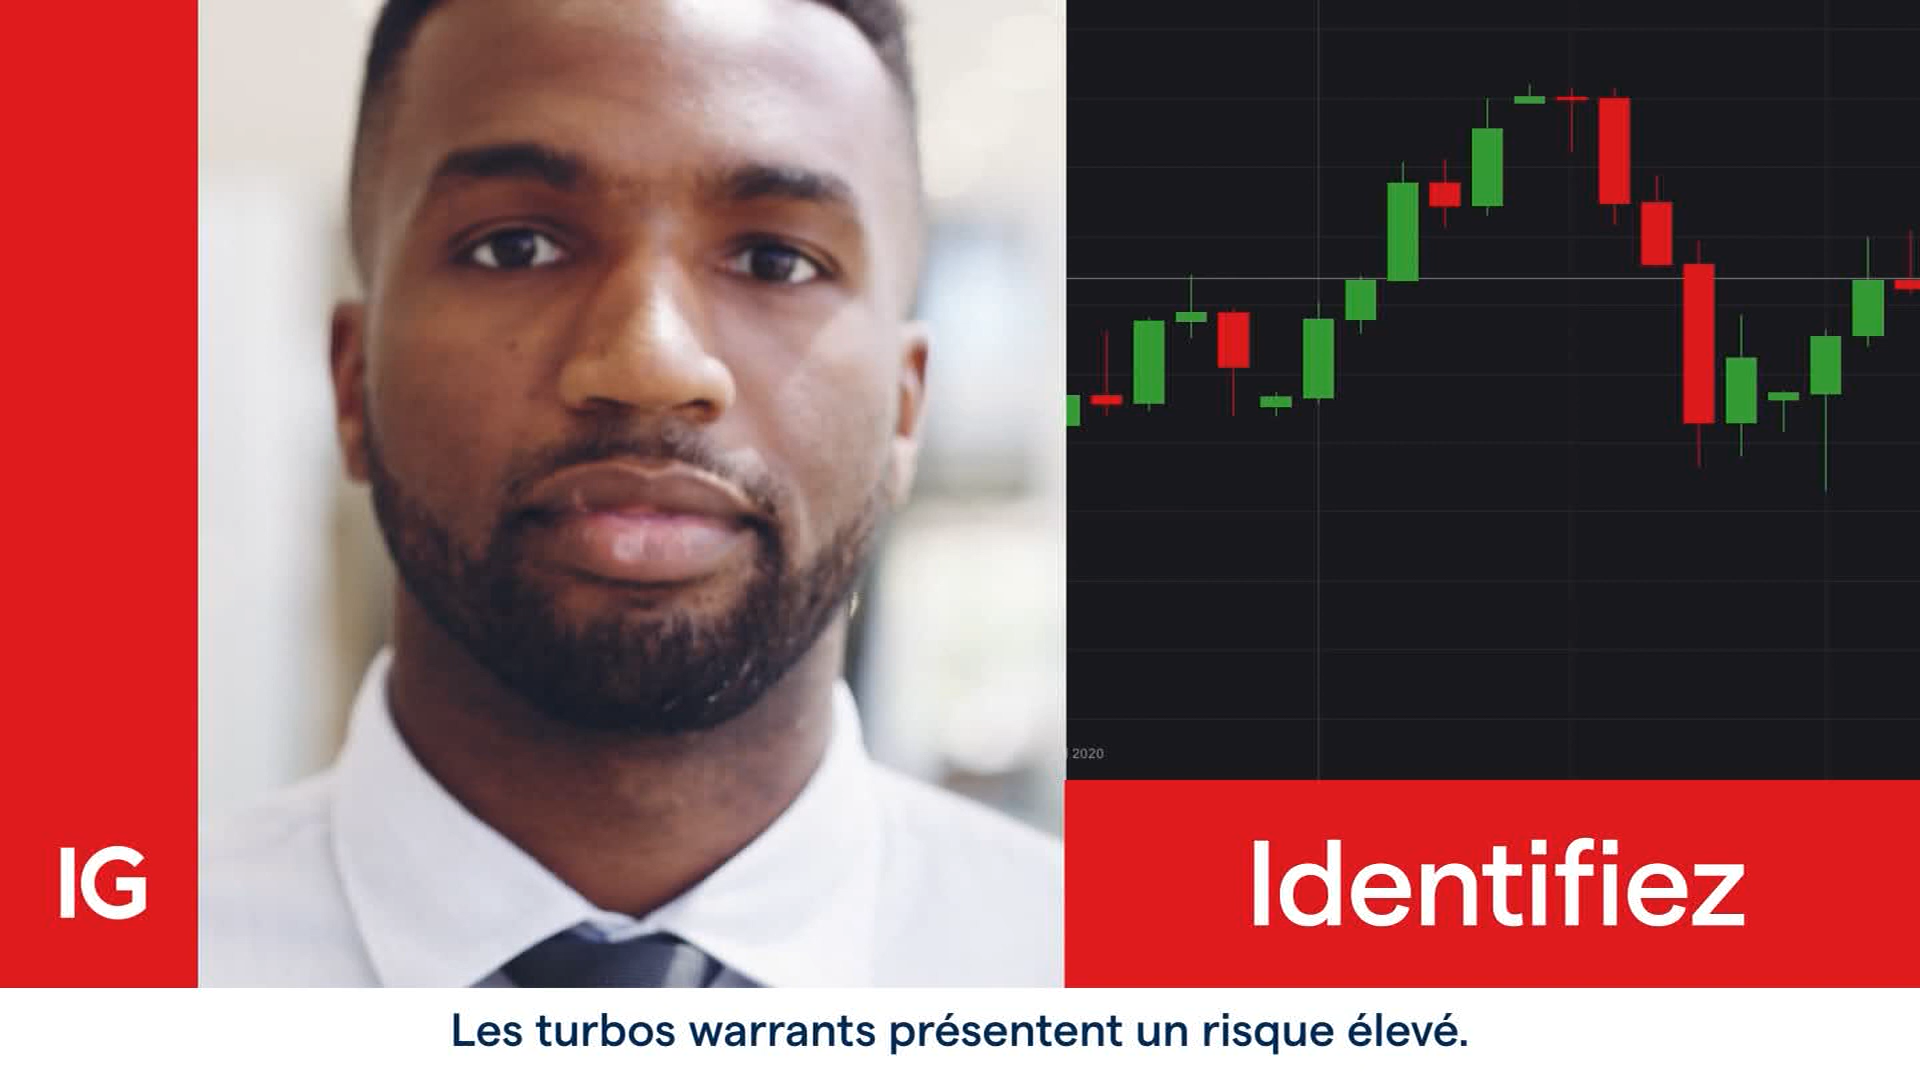 2020
IG
Identifiez
Les turbos warrants présentent un risque élevé.